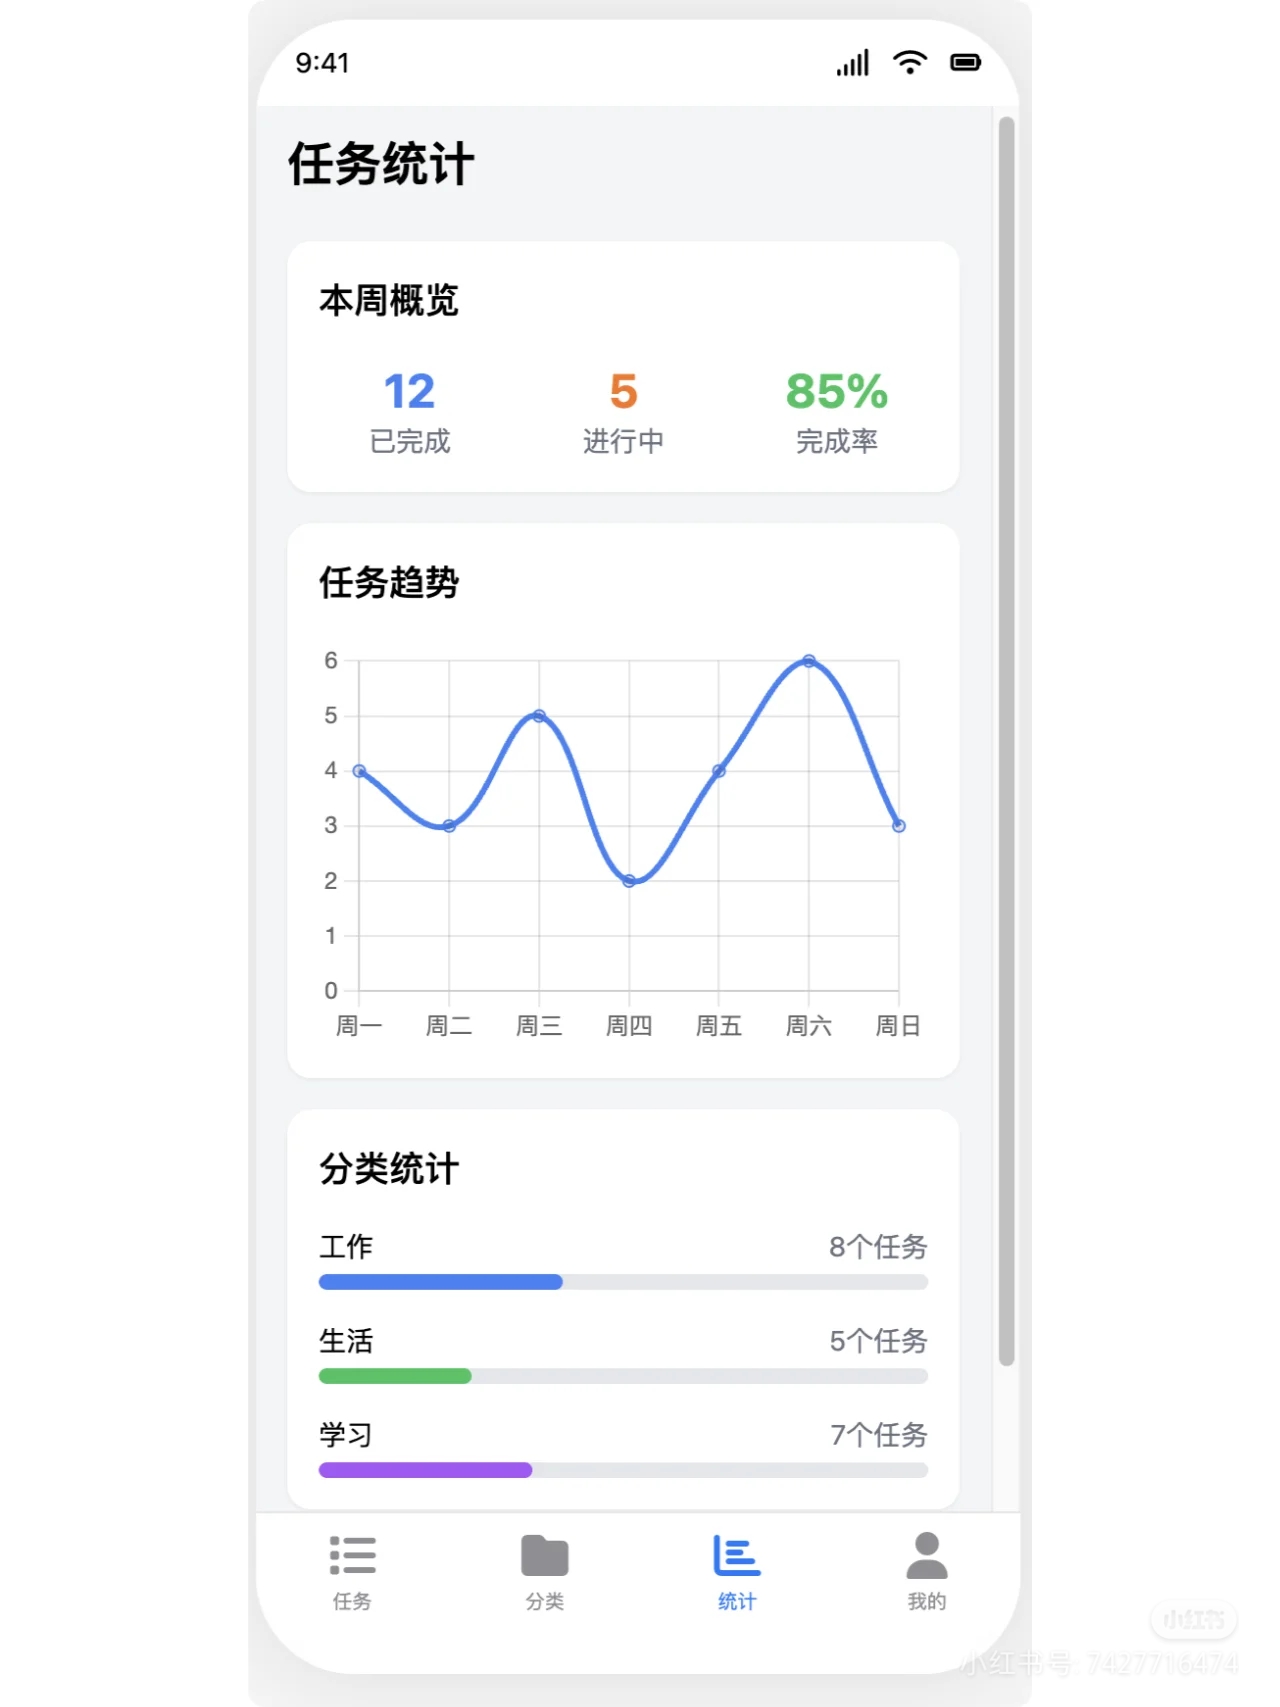 9:41
任务统计
本周概览
12 5 85%
已完成 进行中 完成率
任务趋势
6
5
4
3
2
1
0
周一 周二 周三 周四 周五 周六 周日
分类统计
工作 8个任务
生活 5个任务
学习 7个任务
任务 分类 统计 我的
小红书
小红书号: 7427716474